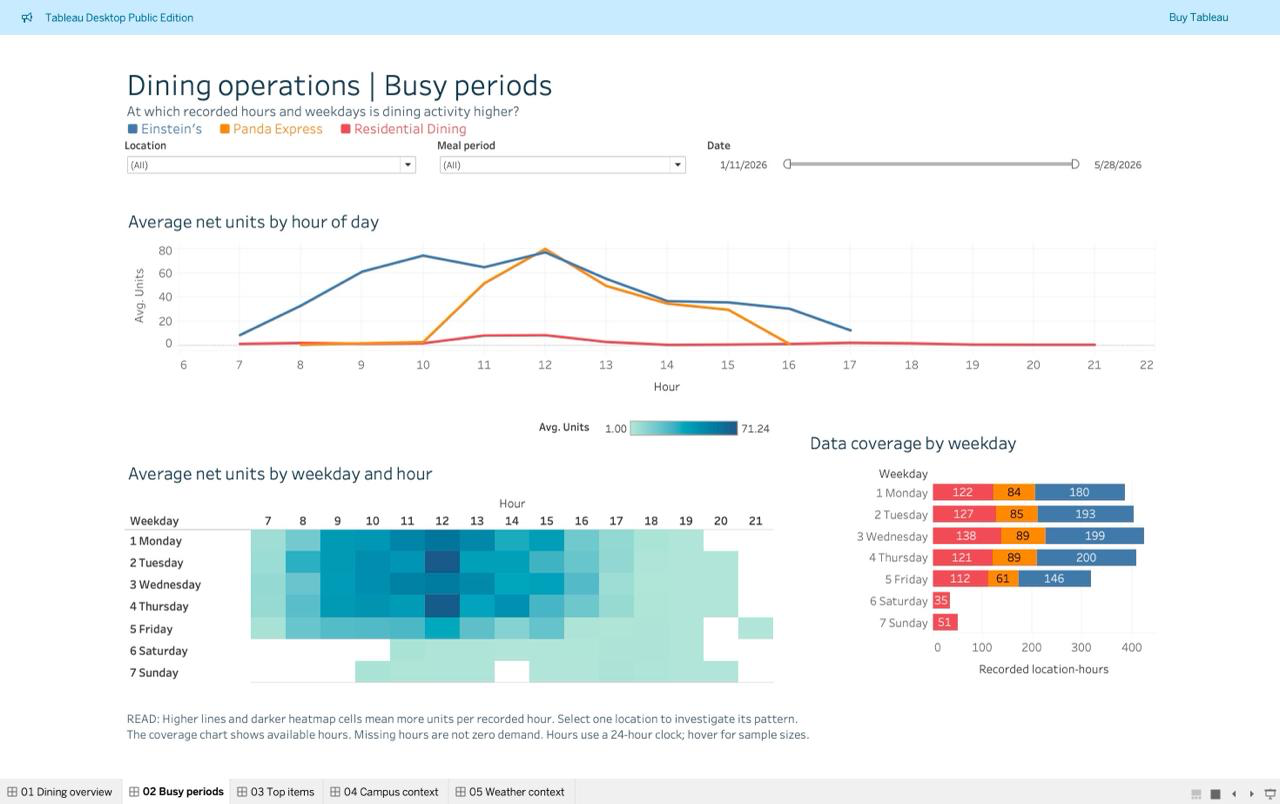 Tableau Desktop Public Edition Buy Tableau
Dining operations | Busy periods
At which recorded hours and weekdays is dining activity higher?
Einstein's Panda Express Residential Dining
Location Meal period Date
(All) (All) 1/11/2026 5/28/2026
Average net units by hour of day
80
60
40
20
0
Avg. Units
6 7 8 9 10 11 12 13 14 15 16 17 18 19 20 21 22
Hour
Avg. Units 1.00 71.24
Average net units by weekday and hour
Hour
Weekday 7 8 9 10 11 12 13 14 15 16 17 18 19 20 21
1 Monday
2 Tuesday
3 Wednesday
4 Thursday
5 Friday
6 Saturday
7 Sunday
Data coverage by weekday
Weekday
1 Monday 122 84 180
2 Tuesday 127 85 193
3 Wednesday 138 89 199
4 Thursday 121 89 200
5 Friday 112 61 146
6 Saturday 35
7 Sunday 51
0 100 200 300 400
Recorded location-hours
READ: Higher lines and darker heatmap cells mean more units per recorded hour. Select one location to investigate its pattern.
The coverage chart shows available hours. Missing hours are not zero demand. Hours use a 24-hour clock; hover for sample sizes.
01 Dining overview 02 Busy periods 03 Top items 04 Campus context 05 Weather context